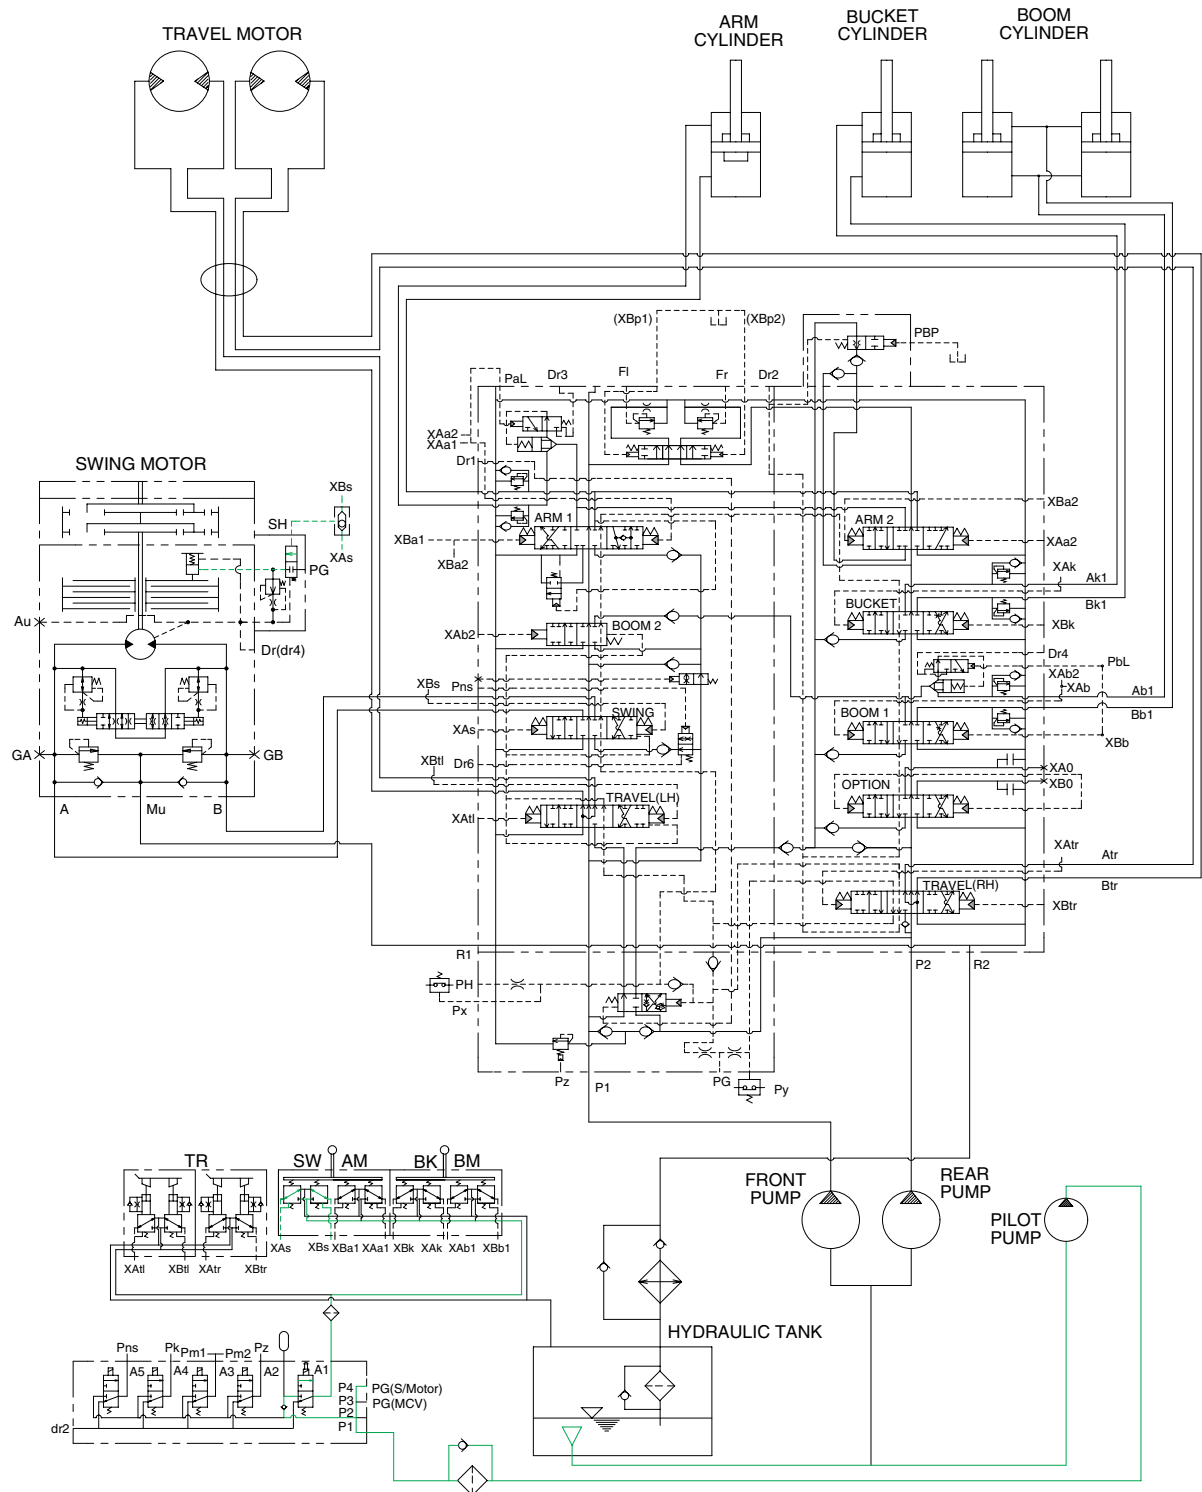 TRAVEL MOTOR
ARM
CYLINDER
BUCKET
CYLINDER
BOOM
CYLINDER
(XBp1)
(XBp2)
PBP
PaL
Dr3
Fl
Fr
Dr2
XAa2
XAa1
Dr1
SWING MOTOR
XBs
SH
XAs
PG
ARM 1
ARM 2
XBa1
XBa2
XBa2
XAa2
XAk
Ak1
Bk1
BUCKET
XBk
Au
Dr(dr4)
XAb2
BOOM 2
Dr4
PbL
XAb2
XAb
Ab1
Bb1
XBs
Pns
SWING
XAs
BOOM 1
XBb
GA
GB
Dr6
XBtl
XA0
XB0
OPTION
A
Mu
B
XAtl
TRAVEL(LH)
XAtr
Atr
Btr
TRAVEL(RH)
XBtr
R1
P2
R2
PH
Px
Pz
P1
PG
Py
TR
SW
AM
BK
BM
FRONT
PUMP
REAR
PUMP
PILOT
PUMP
XAs
XBs
XBa1
XAa1
XBk
XAk
XAb1
XBb1
XAtl
XBtl
XAtr
XBtr
HYDRAULIC TANK
Pns
Pk
Pm1
Pm2
Pz
A5
A4
A3
A2
A1
P4
PG(S/Motor)
P3
PG(MCV)
P2
P1
dr2